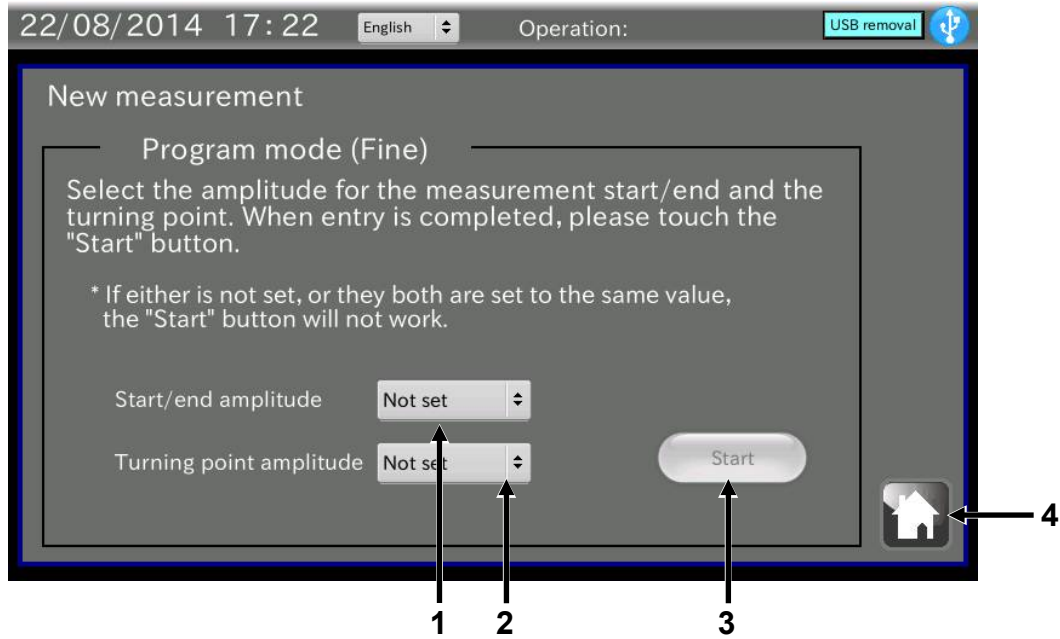 22/08/2014 17:22 English Operation: USB removal
New measurement
Program mode (Fine)
Select the amplitude for the measurement start/end and the
turning point. When entry is completed, please touch the
"Start" button.
* If either is not set, or they both are set to the same value,
the "Start" button will not work.
Start/end amplitude Not set
Turning point amplitude Not set
Start
4
1 2 3